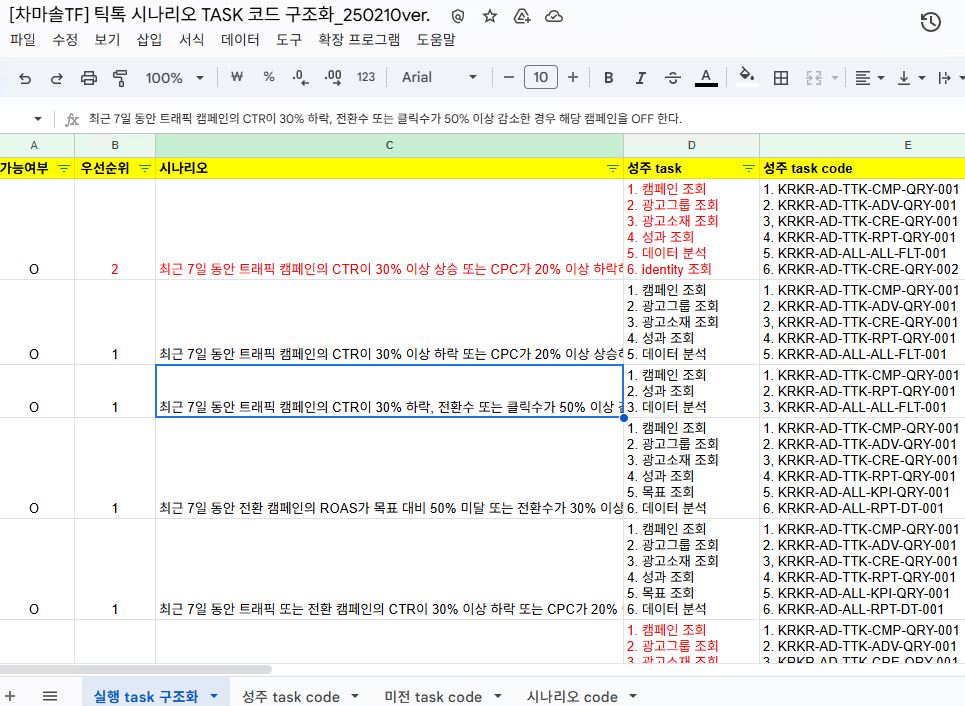 [차마솔TF] 틱톡 시나리오 TASK 코드 구조화_250210ver.
파일 수정 보기 삽입 서식 데이터 도구 확장 프로그램 도움말
100% ₩ % .0 .00 123 Arial − 10 + B I S A
fx 최근 7일 동안 트래픽 캠페인의 CTR이 30% 하락, 전환수 또는 클릭수가 50% 이상 감소한 경우 해당 캠페인을 OFF 한다.
A B C D E
가능여부 우선순위 시나리오 성주 task 성주 task code
1. 캠페인 조회 1. KRKR-AD-TTK-CMP-QRY-001
2. 광고그룹 조회 2. KRKR-AD-TTK-ADV-QRY-001
3. 광고소재 조회 3, KRKR-AD-TTK-CRE-QRY-001
4. 성과 조회 4. KRKR-AD-TTK-RPT-QRY-001
5. 데이터 분석 5. KRKR-AD-ALL-ALL-FLT-001
O 2 최근 7일 동안 트래픽 캠페인의 CTR이 30% 이상 상승 또는 CPC가 20% 이상 하락 6. identity 조회 6. KRKR-AD-TTK-CRE-QRY-002
1. 캠페인 조회 1. KRKR-AD-TTK-CMP-QRY-001
2. 광고그룹 조회 2. KRKR-AD-TTK-ADV-QRY-001
3. 광고소재 조회 3, KRKR-AD-TTK-CRE-QRY-001
4. 성과 조회 4. KRKR-AD-TTK-RPT-QRY-001
O 1 최근 7일 동안 트래픽 캠페인의 CTR이 30% 이상 하락 또는 CPC가 20% 이상 상승 5. 데이터 분석 5. KRKR-AD-ALL-ALL-FLT-001
1. 캠페인 조회 1. KRKR-AD-TTK-CMP-QRY-001
2. 성과 조회 2. KRKR-AD-TTK-RPT-QRY-001
O 1 최근 7일 동안 트래픽 캠페인의 CTR이 30% 하락, 전환수 또는 클릭수가 50% 이상 3. 데이터 분석 3. KRKR-AD-ALL-ALL-FLT-001
1. 캠페인 조회 1. KRKR-AD-TTK-CMP-QRY-001
2. 광고그룹 조회 2. KRKR-AD-TTK-ADV-QRY-001
3. 광고소재 조회 3, KRKR-AD-TTK-CRE-QRY-001
4. 성과 조회 4. KRKR-AD-TTK-RPT-QRY-001
5. 목표 조회 5. KRKR-AD-ALL-KPI-QRY-001
O 1 최근 7일 동안 전환 캠페인의 ROAS가 목표 대비 50% 미달 또는 전환수가 30% 이상 6. 데이터 분석 6. KRKR-AD-ALL-RPT-DT-001
1. 캠페인 조회 1. KRKR-AD-TTK-CMP-QRY-001
2. 광고그룹 조회 2. KRKR-AD-TTK-ADV-QRY-001
3. 광고소재 조회 3, KRKR-AD-TTK-CRE-QRY-001
4. 성과 조회 4. KRKR-AD-TTK-RPT-QRY-001
5. 목표 조회 5. KRKR-AD-ALL-KPI-QRY-001
O 1 최근 7일 동안 트래픽 또는 전환 캠페인의 CTR이 30% 이상 하락 또는 CPC가 20% 6. 데이터 분석 6. KRKR-AD-ALL-RPT-DT-001
1. 캠페인 조회 1. KRKR-AD-TTK-CMP-QRY-001
2. 광고그룹 조회 2. KRKR-AD-TTK-ADV-QRY-001
3. 광고소재 조회 3, KRKR-AD-TTK-CRE-QRY-001
실행 task 구조화 성주 task code 미전 task code 시나리오 code